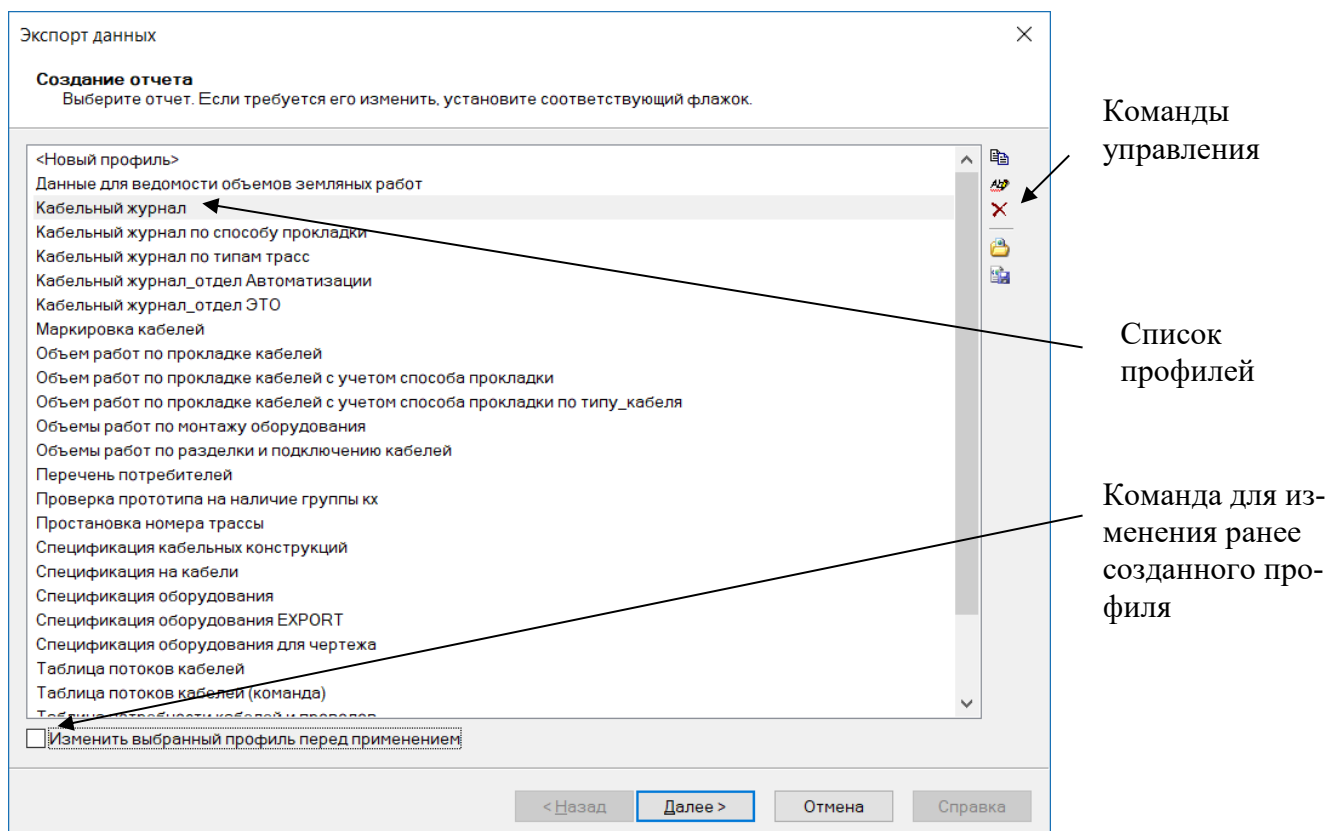 Экспорт данных
Создание отчета
Выберите отчет. Если требуется его изменить, установите соответствующий флажок.
<Новый профиль>
Данные для ведомости объемов земляных работ
Кабельный журнал
Кабельный журнал по способу прокладки
Кабельный журнал по типам трасс
Кабельный журнал_отдел Автоматизации
Кабельный журнал_отдел ЭТО
Маркировка кабелей
Объем работ по прокладке кабелей
Объем работ по прокладке кабелей с учетом способа прокладки
Объем работ по прокладке кабелей с учетом способа прокладки по типу_кабеля
Объемы работ по монтажу оборудования
Объемы работ по разделки и подключению кабелей
Перечень потребителей
Проверка прототипа на наличие группы кх
Простановка номера трассы
Спецификация кабельных конструкций
Спецификация на кабели
Спецификация оборудования
Спецификация оборудования EXPORT
Спецификация оборудования для чертежа
Таблица потоков кабелей
Таблица потоков кабелей (команда)
Таблица потребности кабелей и проводов
Изменить выбранный профиль перед применением
< Назад
Далее >
Отмена
Справка
Команды
управления
Список
профилей
Команда для из-
менения ранее
созданного про-
филя